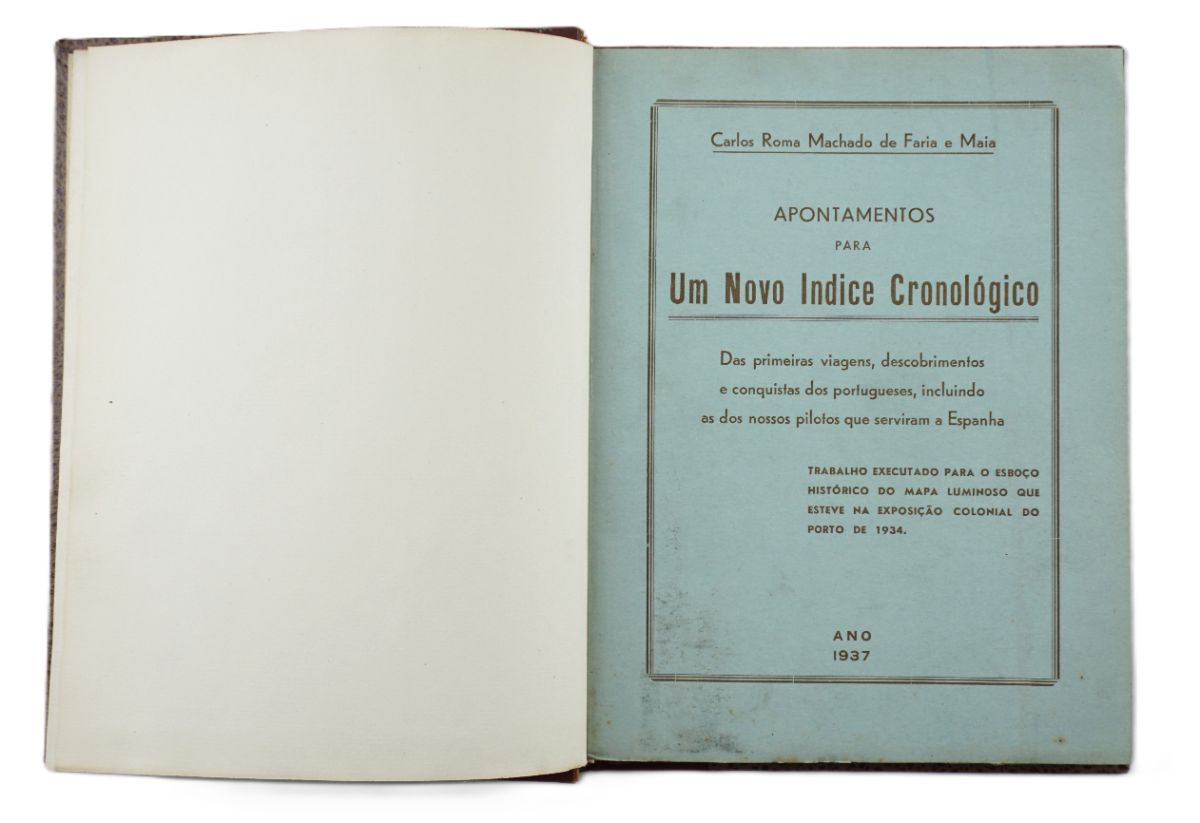 Carlos Roma Machado de Faria e Maia
APONTAMENTOS
PARA
Um Novo Indice Cronológico
Das primeiras viagens, descobrimentos
e conquistas dos portugueses, incluindo
as dos nossos pilotos que serviram a Espanha
TRABALHO EXECUTADO PARA O ESBOÇO
HISTÓRICO DO MAPA LUMINOSO QUE
ESTEVE NA EXPOSIÇÃO COLONIAL DO
PORTO DE 1934.
ANO
1937